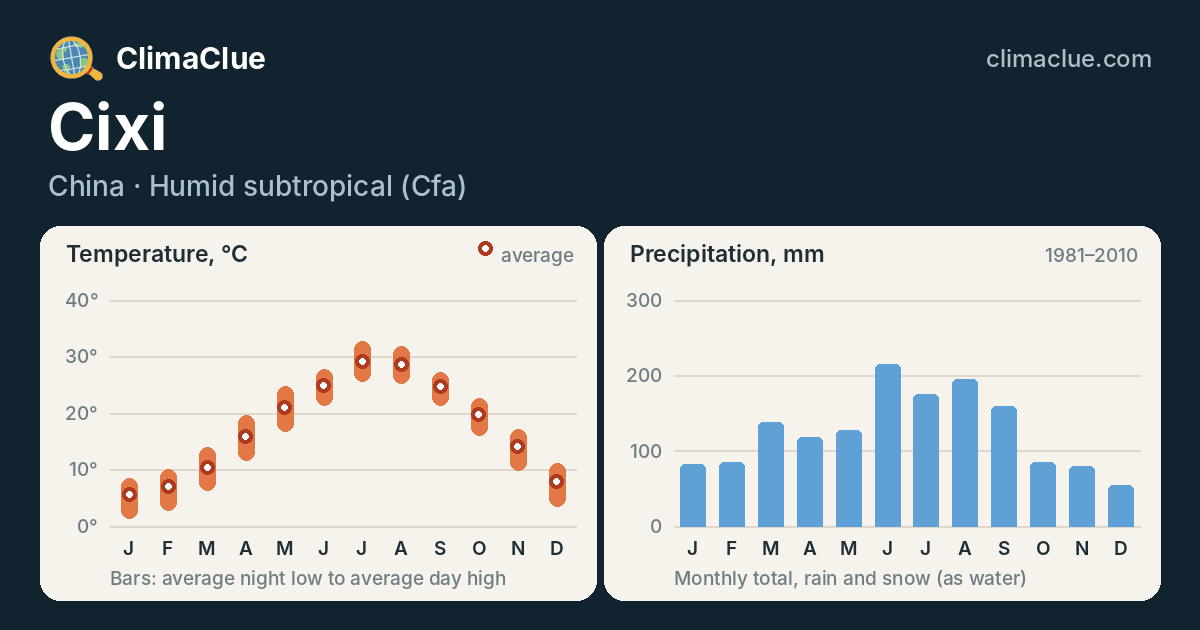 ClimaClue
climaclue.com
Cixi
China · Humid subtropical (Cfa)
Temperature, °C
average
40°
30°
20°
10°
0°
J F M A M J J A S O N D
Bars: average night low to average day high
Precipitation, mm
1981–2010
300
200
100
0
J F M A M J J A S O N D
Monthly total, rain and snow (as water)